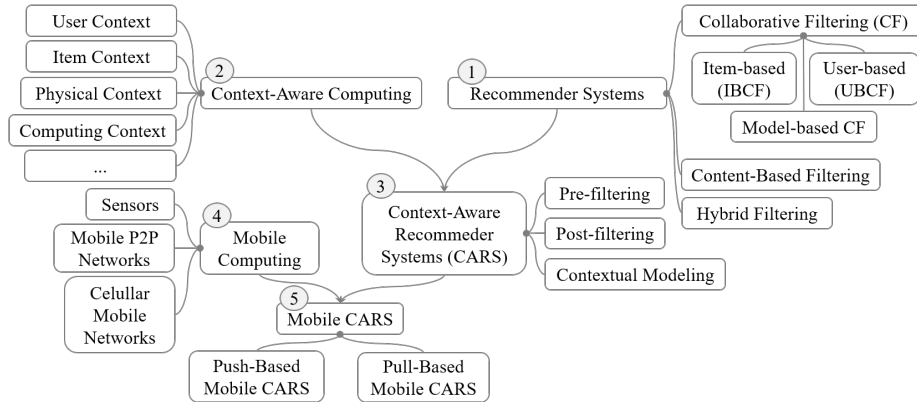 User Context
Item Context
Physical Context
Computing Context
...
2
Context-Aware Computing
1
Recommender Systems
Collaborative Filtering (CF)
Item-based
(IBCF)
User-based
(UBCF)
Model-based CF
Content-Based Filtering
Hybrid Filtering
3
Context-Aware
Recommeder
Systems (CARS)
Pre-filtering
Post-filtering
Contextual Modeling
Sensors
Mobile P2P
Networks
Celullar
Mobile
Networks
4
Mobile
Computing
5
Mobile CARS
Push-Based
Mobile CARS
Pull-Based
Mobile CARS